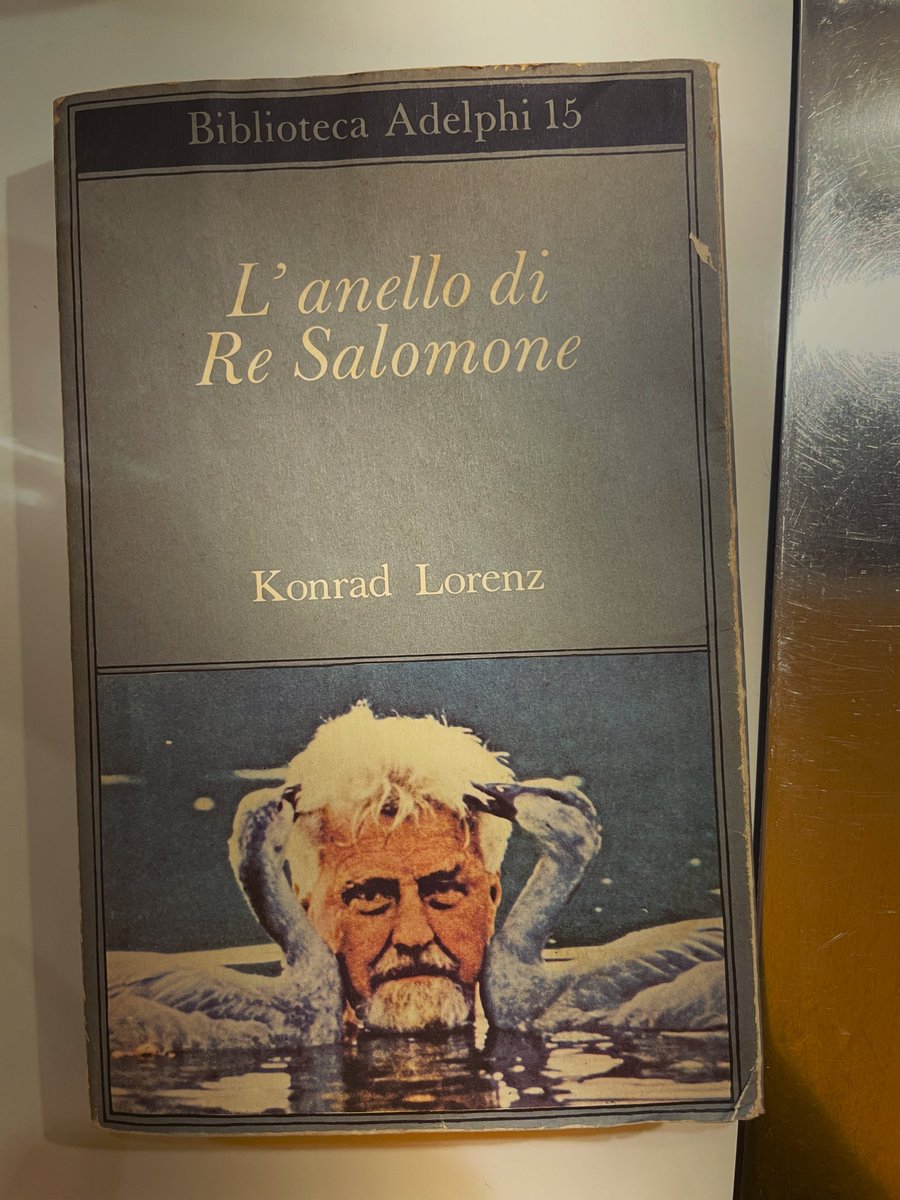 Biblioteca Adelphi 15
L'anello di
Re Salomone
Konrad Lorenz